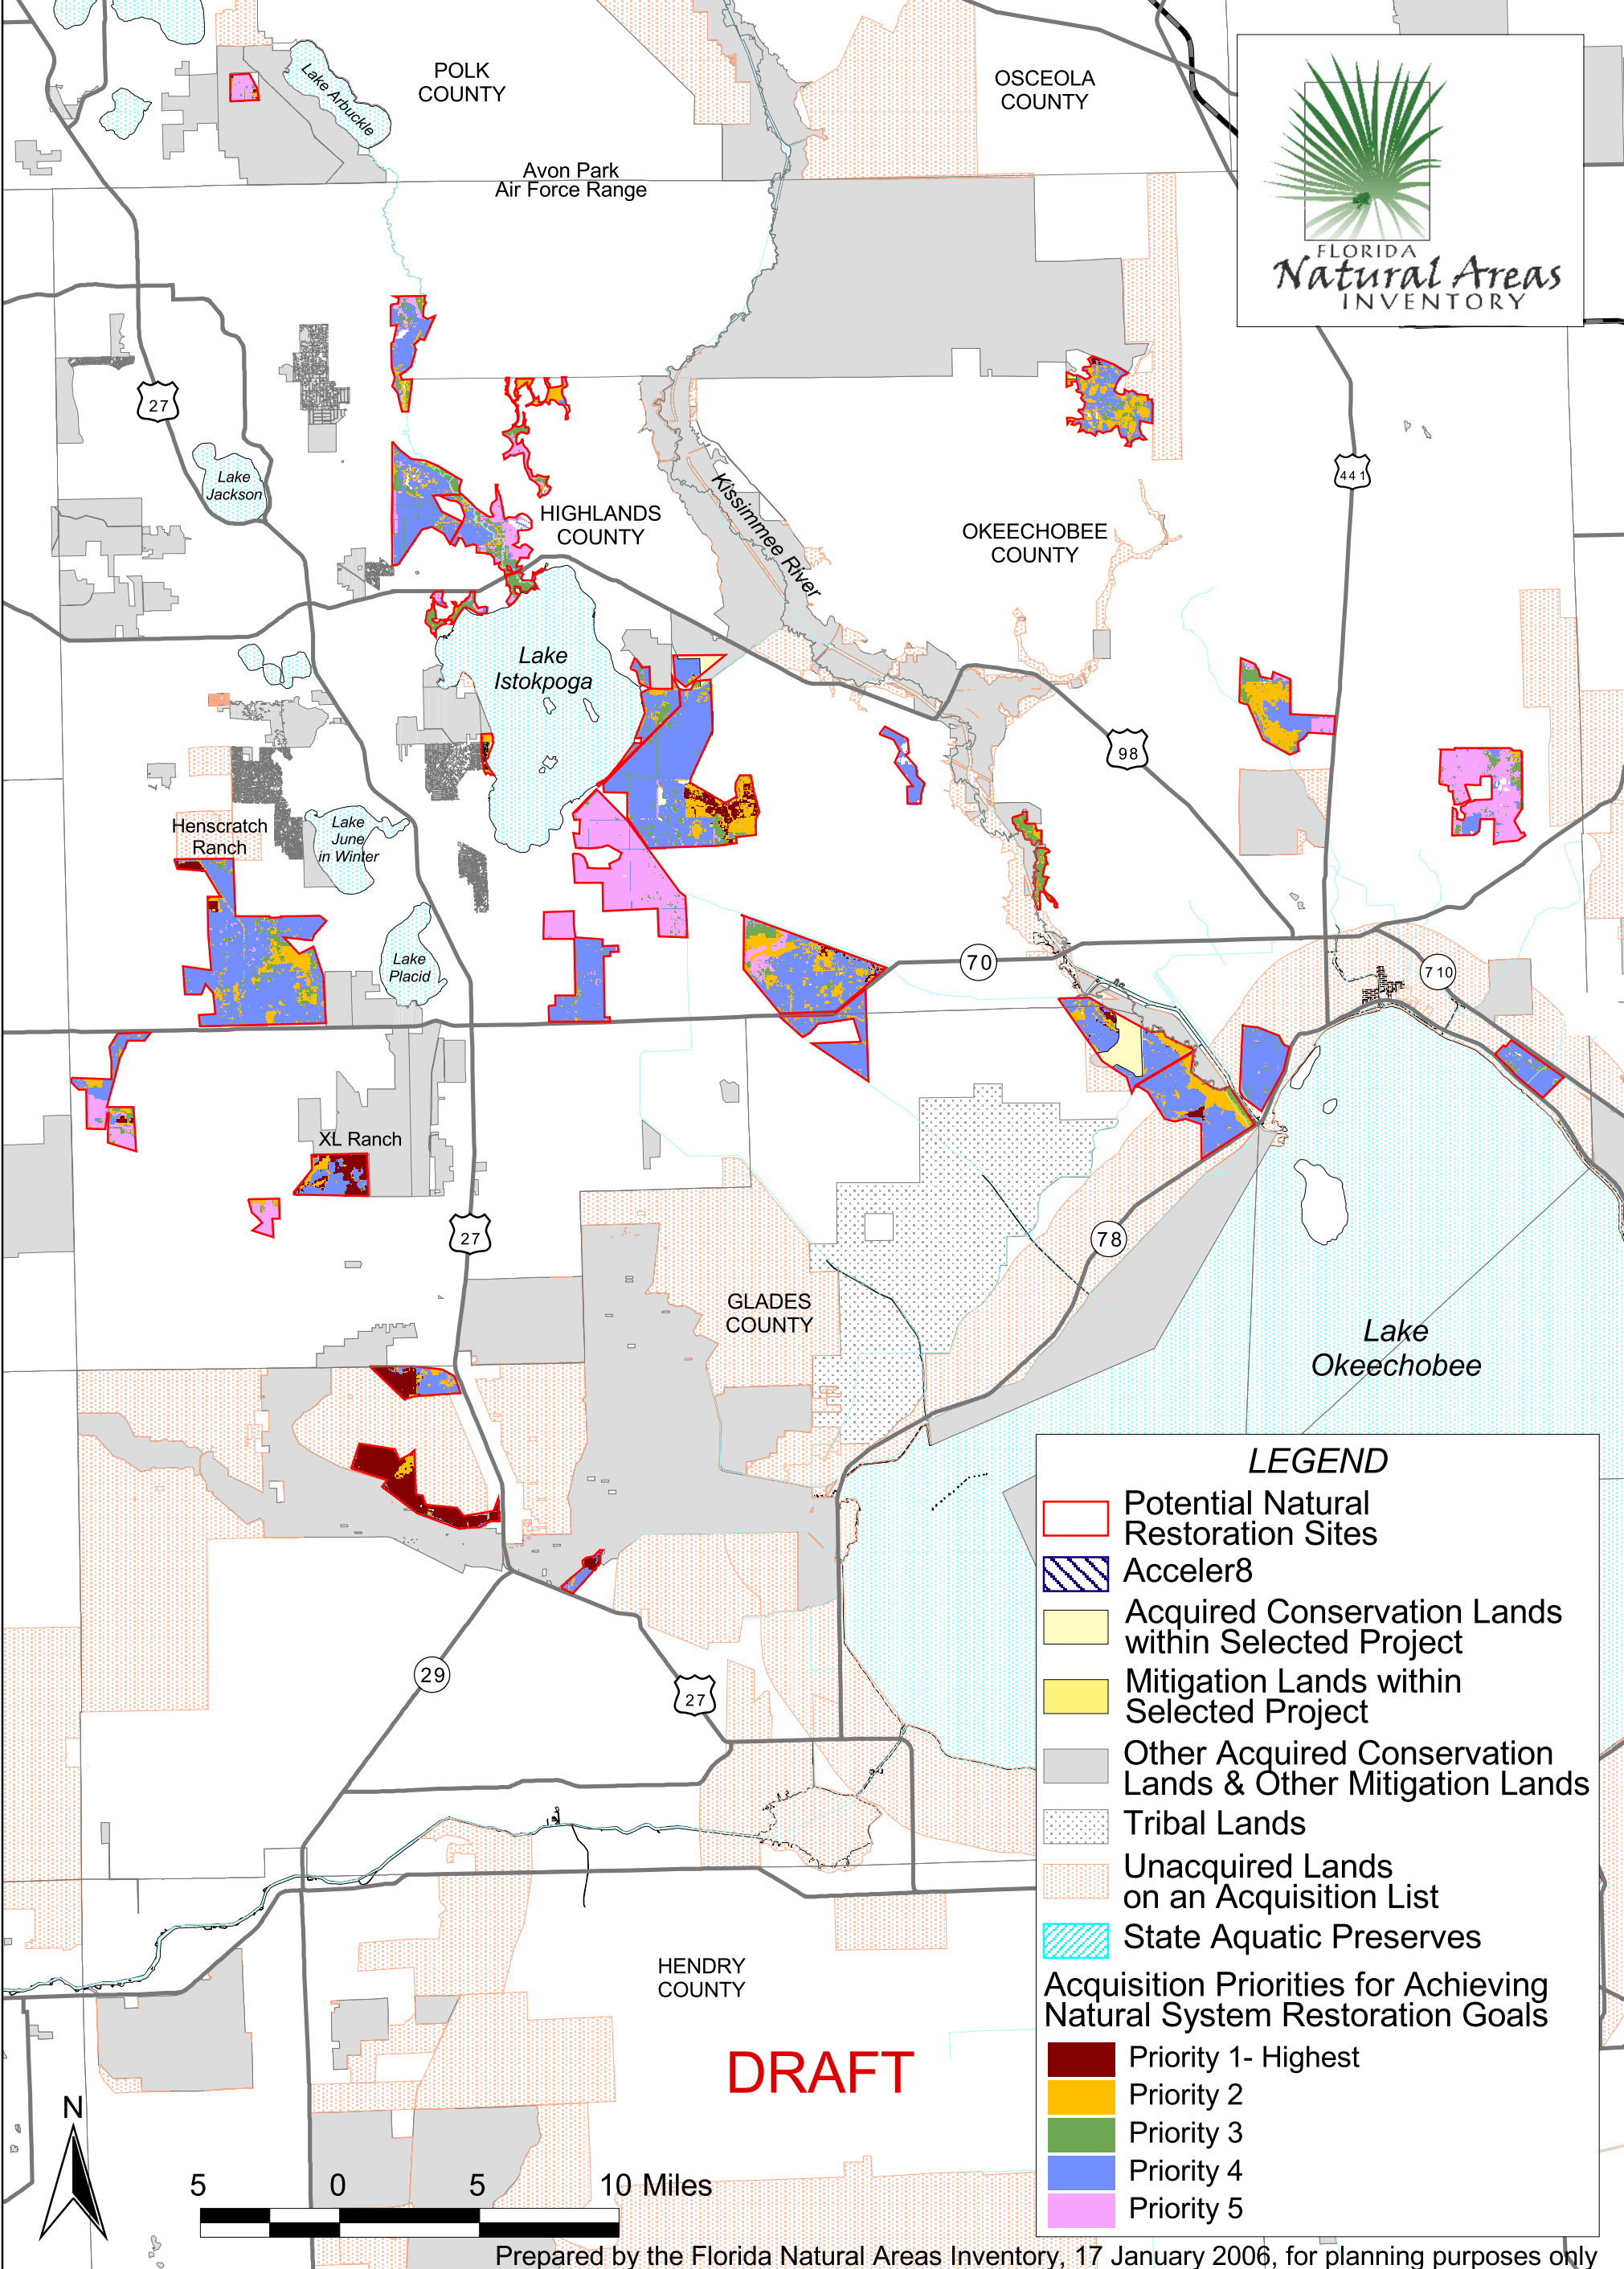 POLK
COUNTY
OSCEOLA
COUNTY
Lake Arbuckle
Avon Park
Air Force Range
FLORIDA
Natural Areas
INVENTORY
27
Lake
Jackson
441
HIGHLANDS
COUNTY
Kissimmee River
OKEECHOBEE
COUNTY
Lake
Istokpoga
98
Henscratch
Ranch
Lake
June
in Winter
Lake
Placid
70
710
XL Ranch
27
78
GLADES
COUNTY
Lake
Okeechobee
29
27
HENDRY
COUNTY
DRAFT
LEGEND
Potential Natural
Restoration Sites
Acceler8
Acquired Conservation Lands
within Selected Project
Mitigation Lands within
Selected Project
Other Acquired Conservation
Lands & Other Mitigation Lands
Tribal Lands
Unacquired Lands
on an Acquisition List
State Aquatic Preserves
Acquisition Priorities for Achieving
Natural System Restoration Goals
Priority 1- Highest
Priority 2
Priority 3
Priority 4
Priority 5
N
5 0 5 10 Miles
Prepared by the Florida Natural Areas Inventory, 17 January 2006, for planning purposes only